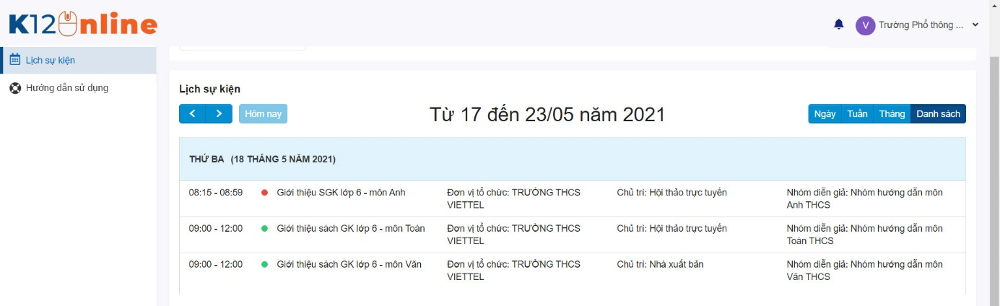 K12Online
V Trường Phổ thông ...
Lịch sự kiện
Hướng dẫn sử dụng
Lịch sự kiện
Hôm nay
Từ 17 đến 23/05 năm 2021
Ngày Tuần Tháng Danh sách
THỨ BA (18 THÁNG 5 NĂM 2021)
08:15 - 08:59 Giới thiệu SGK lớp 6 - môn Anh Đơn vị tổ chức: TRƯỜNG THCS Chủ trì: Hội thảo trực tuyến Nhóm diễn giả: Nhóm hướng dẫn môn
VIETTEL Anh THCS
09:00 - 12:00 Giới thiệu sách GK lớp 6 - môn Toán Đơn vị tổ chức: TRƯỜNG THCS Chủ trì: Hội thảo trực tuyến Nhóm diễn giả: Nhóm hướng dẫn môn
VIETTEL Toán THCS
09:00 - 12:00 Giới thiệu sách GK lớp 6 - môn Văn Đơn vị tổ chức: TRƯỜNG THCS Chủ trì: Nhà xuất bản Nhóm diễn giả: Nhóm hướng dẫn môn
VIETTEL Văn THCS